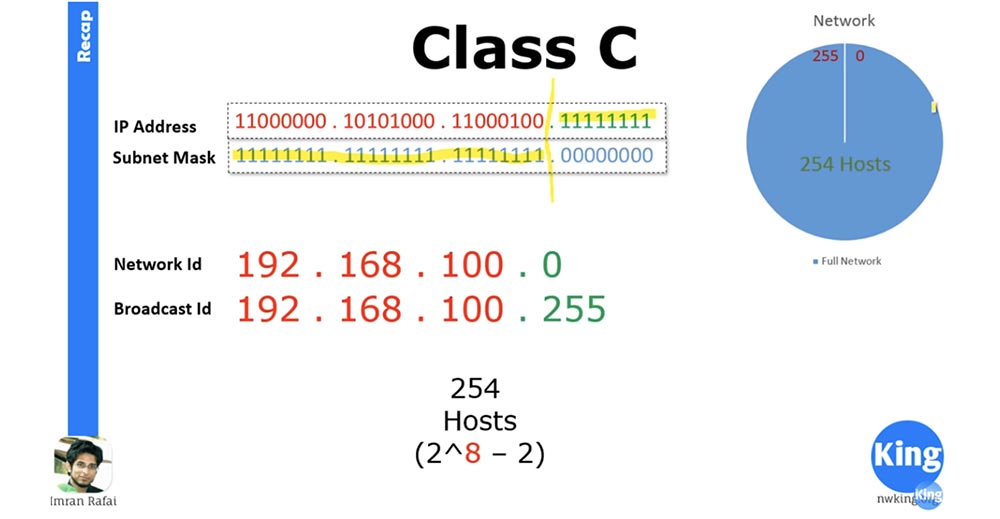 Recap
Class C
IP Address 11000000 . 10101000 . 11000100 . 11111111
Subnet Mask 11111111 . 11111111 . 11111111 . 00000000
Network Id 192 . 168 . 100 . 0
Broadcast Id 192 . 168 . 100 . 255
254
Hosts
(2^8 – 2)
Network
255 0
254 Hosts
Full Network
Imran Rafai
King
King